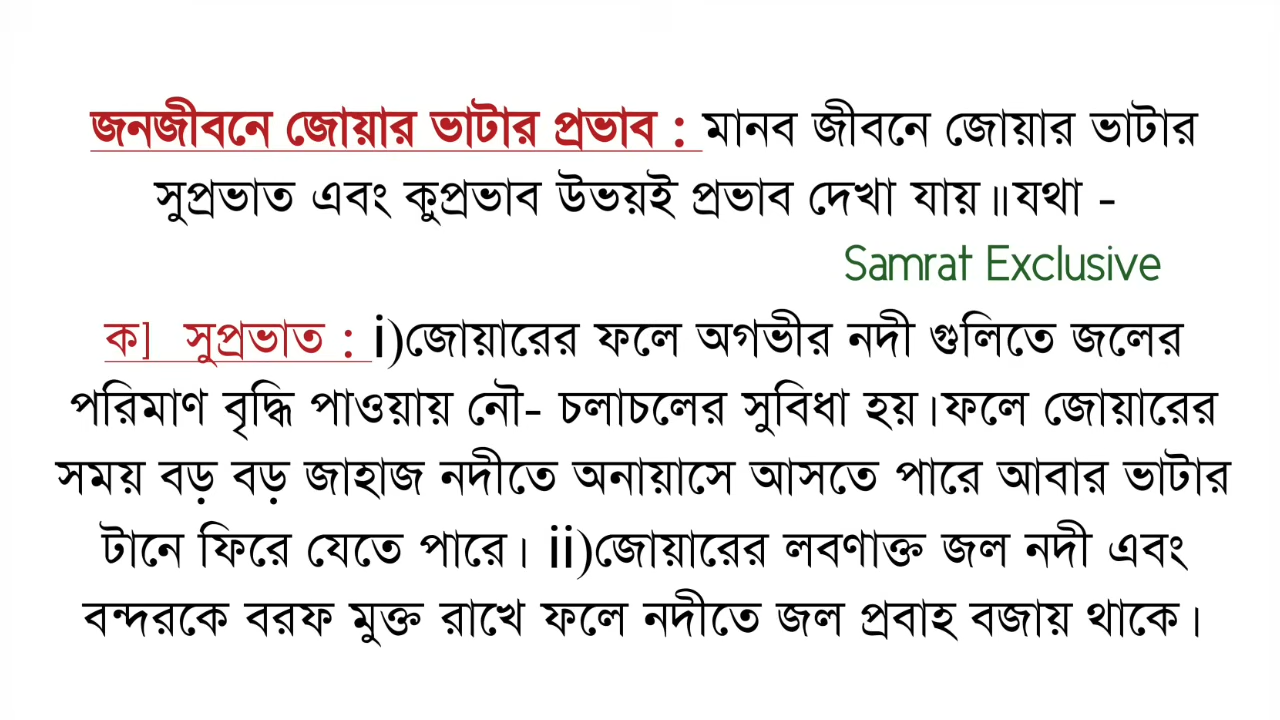 জনজীবনে জোয়ার ভাটার প্রভাব : মানব জীবনে জোয়ার ভাটার
সুপ্রভাত এবং কুপ্রভাব উভয়ই প্রভাব দেখা যায়॥যথা -
Samrat Exclusive
ক] সুপ্রভাত : i)জোয়ারের ফলে অগভীর নদী গুলিতে জলের
পরিমাণ বৃদ্ধি পাওয়ায় নৌ- চলাচলের সুবিধা হয়।ফলে জোয়ারের
সময় বড় বড় জাহাজ নদীতে অনায়াসে আসতে পারে আবার ভাটার
টানে ফিরে যেতে পারে। ii)জোয়ারের লবণাক্ত জল নদী এবং
বন্দরকে বরফ মুক্ত রাখে ফলে নদীতে জল প্রবাহ বজায় থাকে।